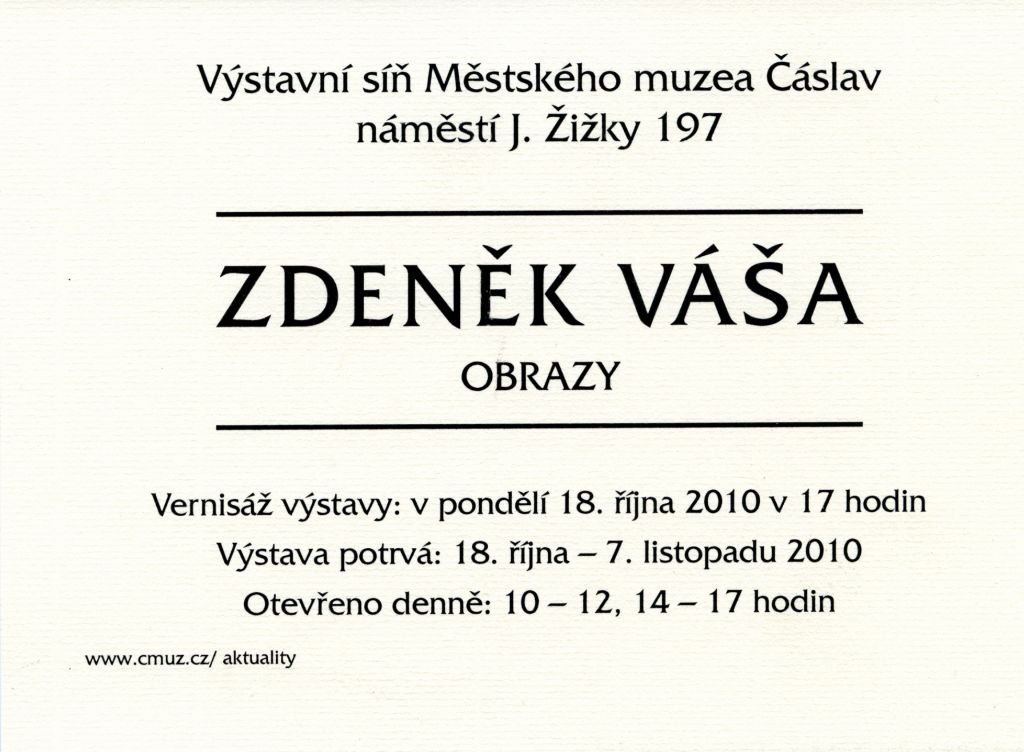 Výstavní síň Městského muzea Čáslav
náměstí J. Žižky 197
ZDENĚK VÁŠA
OBRAZY
Vernisáž výstavy: v pondělí 18. října 2010 v 17 hodin
Výstava potrvá: 18. října – 7. listopadu 2010
Otevřeno denně: 10 – 12, 14 – 17 hodin
www.cmuz.cz/ aktuality